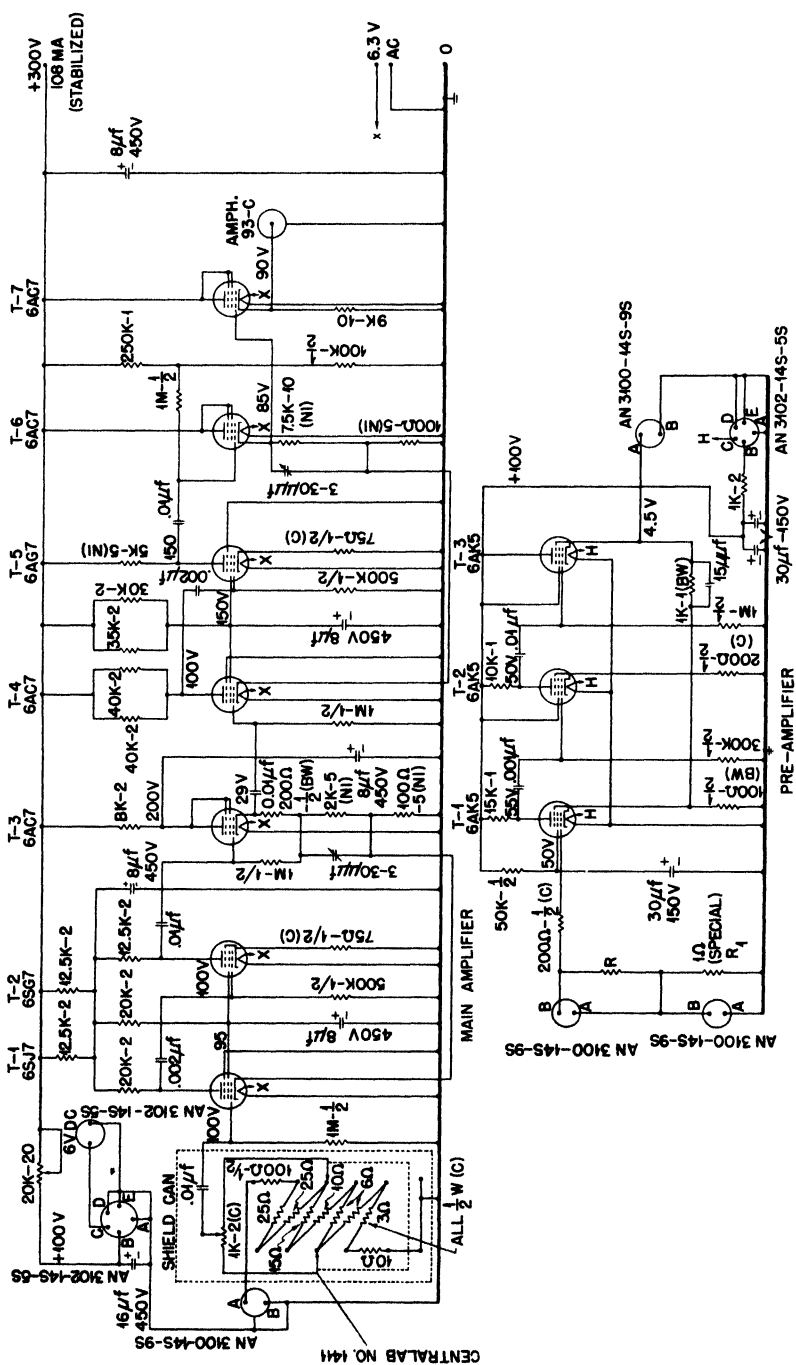 +300V
108 MA
(STABILIZED)
6.3 V
AC
x
0
8µf
450V
AMPH.
93-C
T-7
6AC7
90V
X
9K-10
250K-1
100K-½
1M-½
T-6
6AC7
85V
X
7.5K-10
(NI)
100Ω-5(NI)
3-30µµf
.01µf
T-5
6AG7
5K-5(NI)
150
X
75Ω-1/2(C)
500K-1/2
.002µf
150V
30K-2
35K-2
450V 8µf
T-4
6AC7
40K-2
40K-2
100V
X
1M-1/2
T-3
6AC7
8K-2
200V
29V
X
0.01µf
200Ω
-½(BW)
2K-5
(NI)
8µf
450V
100Ω
-5(NI)
3-30µµf
1M-1/2
8µf
450V
.01µf
T-2
6SG7
12.5K-2
12.5K-2
100V
X
75Ω-1/2(C)
500K-1/2
T-1
6SJ7
12.5K-2
20K-2
20K-2
.002µf
95
450V 8µf
100V
X
1M-½
MAIN AMPLIFIER
20K-20
+100V
16µf
450V
6V DC
AN 3102-14S-5S
AN 3102-14S-5S
A
B
C
D
E
SHIELD CAN
.01µf
1K-2(C)
100Ω-1/2
25Ω
25Ω
15Ω
10Ω
6Ω
3Ω
10Ω
ALL ½ W (C)
A
B
AN 3100-14S-9S
CENTRALAB NO. 1411
AN 3100-14S-9S
A
B
AN 3102-14S-5S
A
B
C
D
E
H
+100V
4.5 V
1K-2
30µf-450V
T-3
6AK5
H
1K-1(BW)
15µµf
1M-½
(C)
T-2
6AK5
10K-1
50V
.01µf
H
200Ω-½
T-1
6AK5
15K-1
55V
.001µf
50V
H
300K-½
100Ω-½
(BW)
50K-½
200Ω-½(C)
30µf
150V
R
1Ω
(SPECIAL)
R1
B
A
AN 3100-14S-9S
B
A
AN 3100-14S-9S
PRE-AMPLIFIER